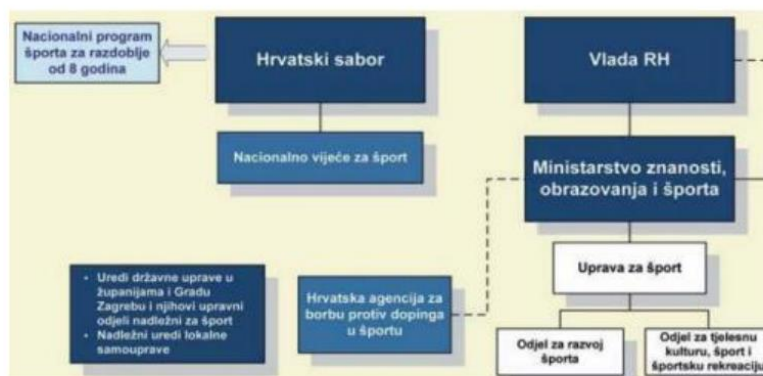 Nacionalni program
športa za razdoblje
od 8 godina
Hrvatski sabor
Vlada RH
Nacionalno vijeće za šport
Ministarstvo znanosti,
obrazovanja i športa
• Uredi državne uprave u
županijama i Gradu
Zagrebu i njihovi upravni
odjeli nadležni za šport
• Nadležni uredi lokalne
samouprave
Hrvatska agencija za
borbu protiv dopinga
u športu
Uprava za šport
Odjel za razvoj
športa
Odjel za tjelesnu
kulturu, šport i
športsku rekreaciju